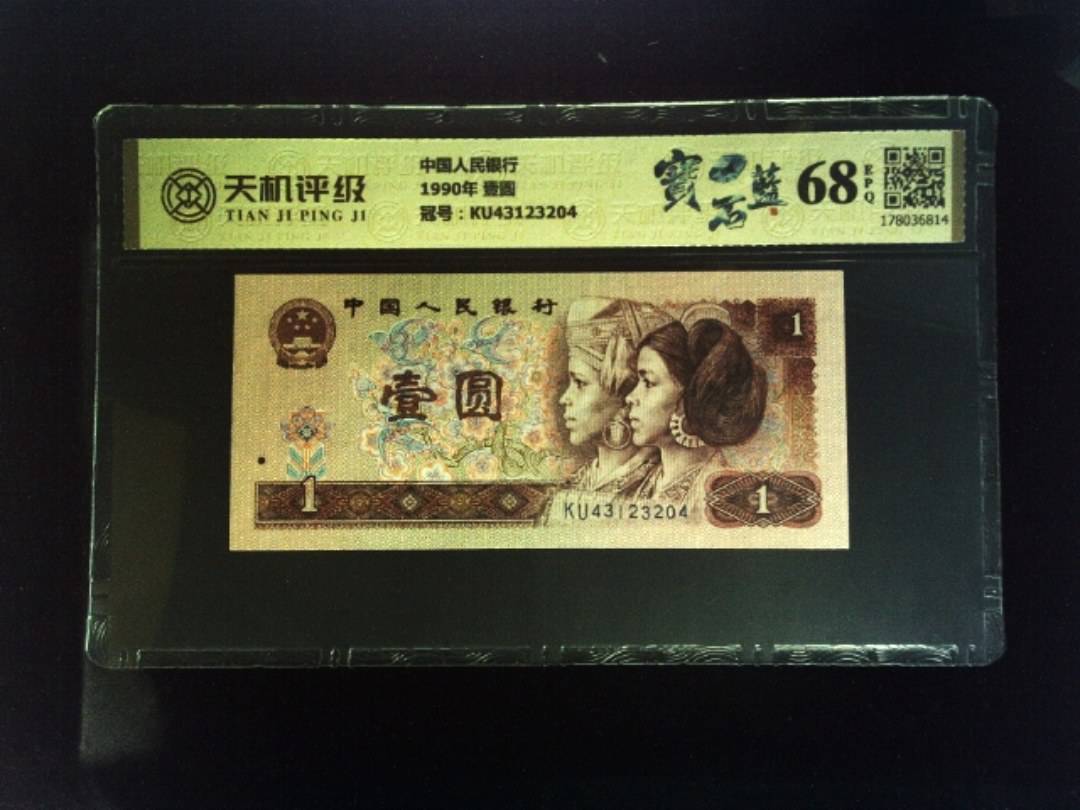 天机评级
TIAN JI PING JI
中国人民银行
1990年 壹圆
冠号：KU43123204
寶石藍
68
EPQ
178036814
中国人民银行
1
壹圆
1
KU43123204
1